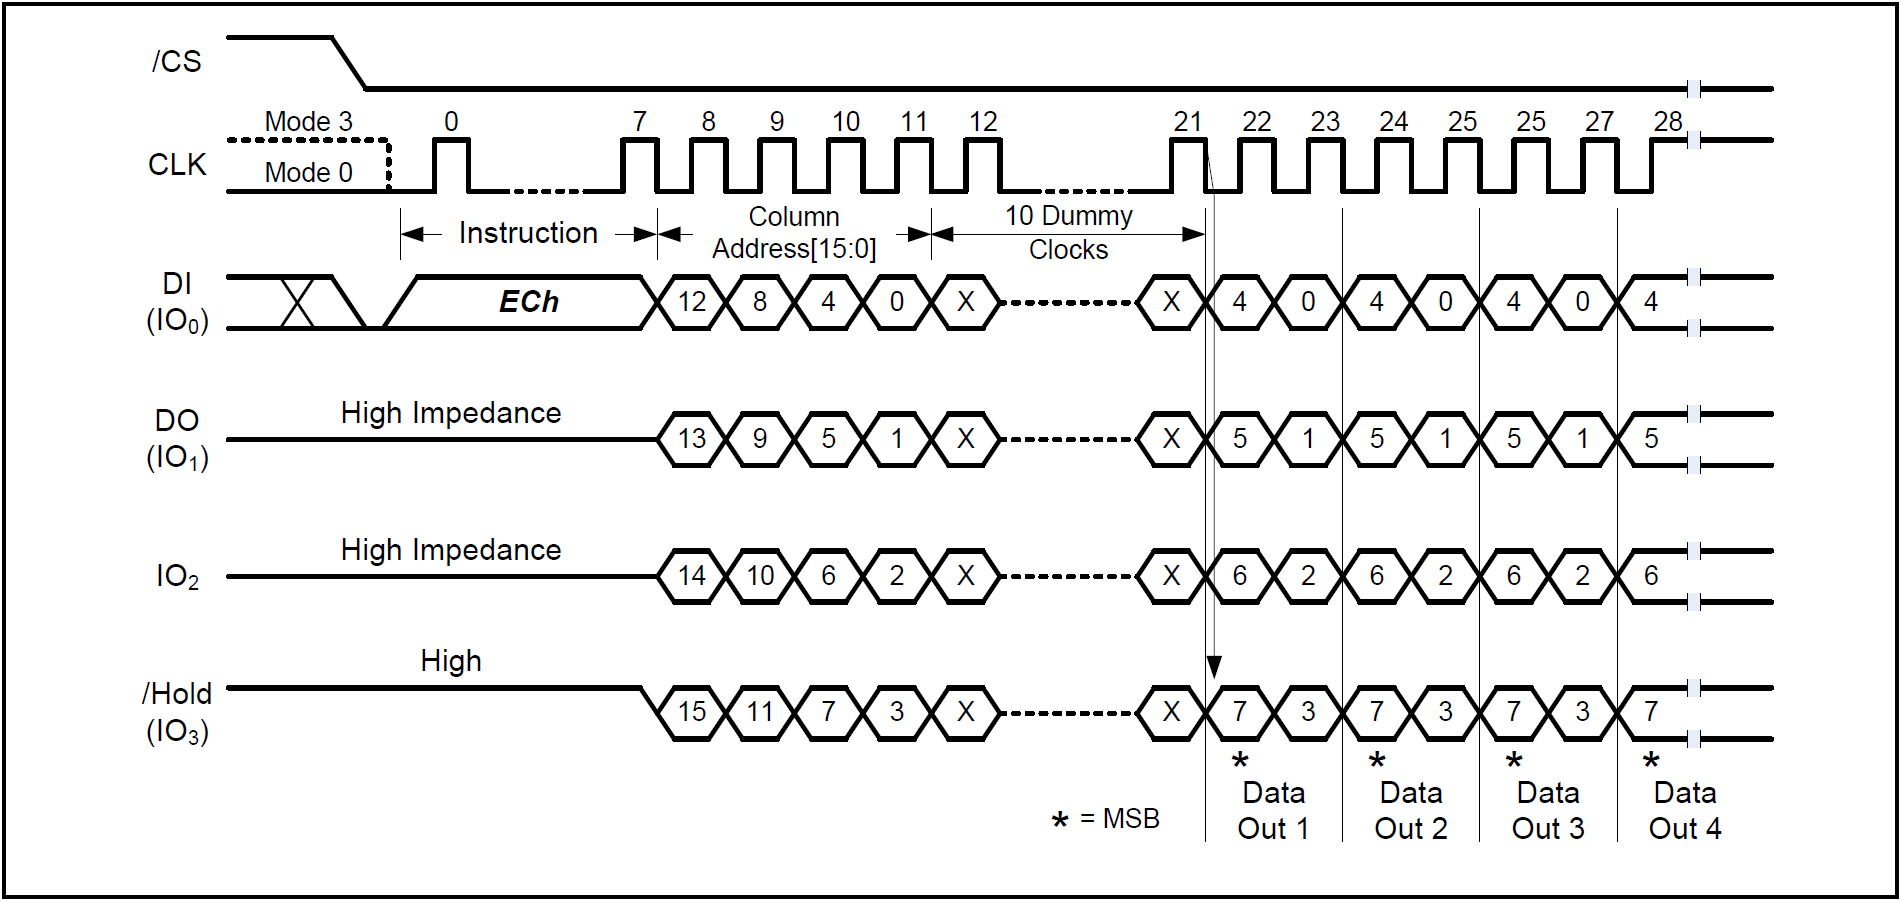 /CS
Mode 3 0 7 8 9 10 11 12 21 22 23 24 25 25 27 28
CLK
Mode 0
Instruction
Column
Address[15:0]
10 Dummy
Clocks
DI
(IO0)
ECh 12 8 4 0 X X 4 0 4 0 4 0 4
DO
(IO1)
High Impedance
13 9 5 1 X X 5 1 5 1 5 1 5
High Impedance
IO2 14 10 6 2 X X 6 2 6 2 6 2 6
High
/Hold
(IO3)
15 11 7 3 X X 7 3 7 3 7 3 7
* * * *
Data
Out 1
Data
Out 2
Data
Out 3
Data
Out 4
* = MSB